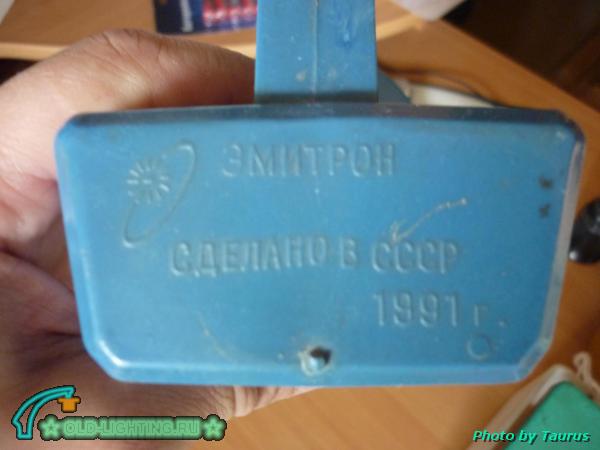 ЭМИТРОН
СДЕЛАНО В СССР
1991 г.
OLD-LIGHTING.RU
Photo by Taurus